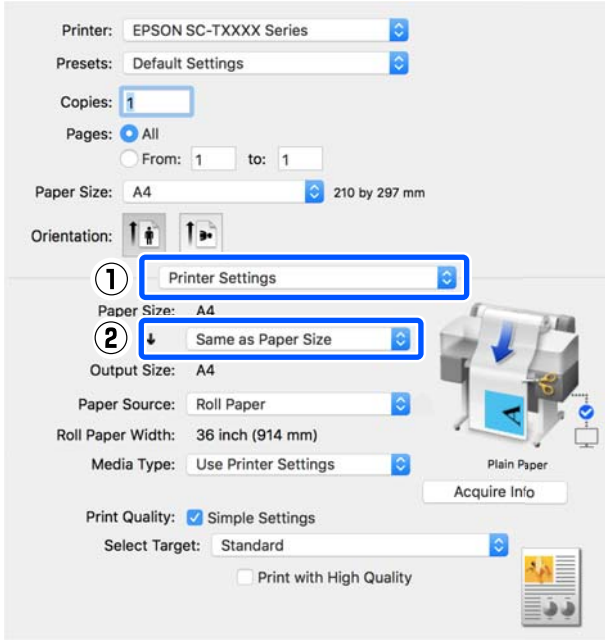 Printer: EPSON SC-TXXXX Series
Presets: Default Settings
Copies: 1
Pages: All
From: 1 to: 1
Paper Size: A4 210 by 297 mm
Orientation:
① Printer Settings
Paper Size: A4
② Same as Paper Size
Output Size: A4
Paper Source: Roll Paper
Roll Paper Width: 36 inch (914 mm)
Media Type: Use Printer Settings
Plain Paper
Acquire Info
Print Quality: Simple Settings
Select Target: Standard
Print with High Quality